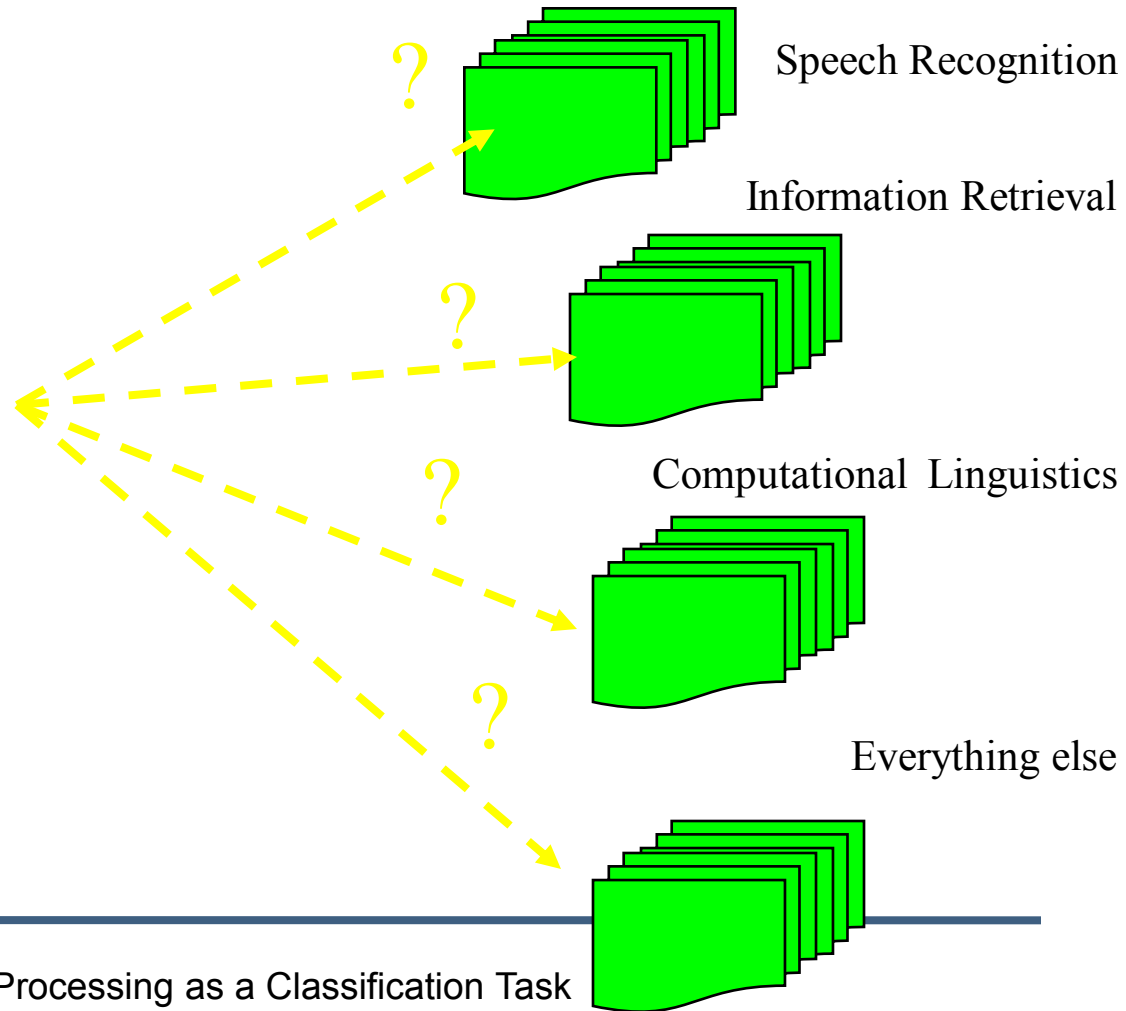 ?
Speech Recognition
Information Retrieval
?
Computational Linguistics
?
?
Everything else
Processing as a Classification Task